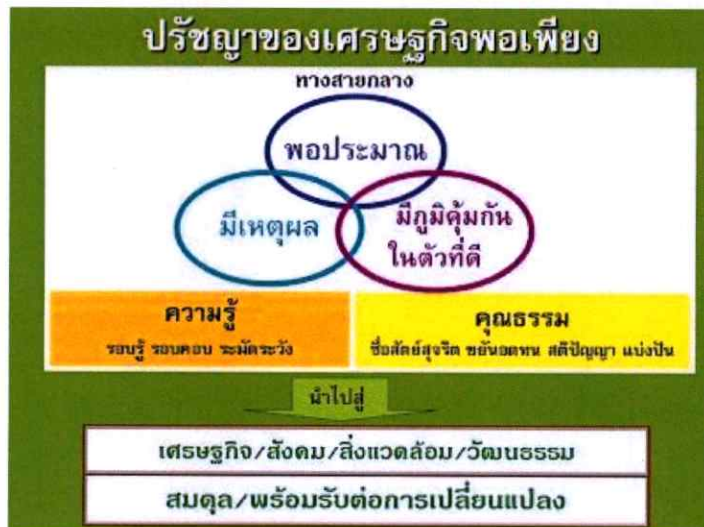 ปรัชญาของเศรษฐกิจพอเพียง
ทางสายกลาง
พอประมาณ
มีเหตุผล
มีภูมิคุ้มกัน
ในตัวที่ดี
ความรู้
รอบรู้ รอบคอบ ระมัดระวัง
คุณธรรม
ซื่อสัตย์สุจริต ขยันอดทน สติปัญญา แบ่งปัน
นำไปสู่
เศรษฐกิจ/สังคม/สิ่งแวดล้อม/วัฒนธรรม
สมดุล/พร้อมรับต่อการเปลี่ยนแปลง